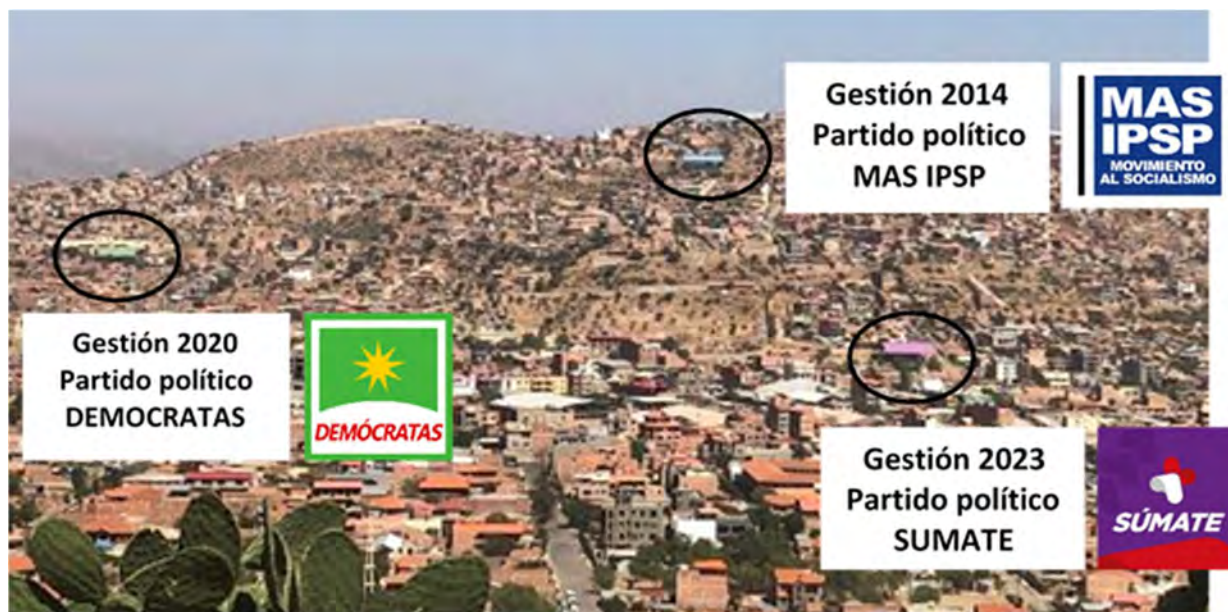 Gestión 2014
Partido político
MAS IPSP
MAS
IPSP
MOVIMIENTO
AL SOCIALISMO
Gestión 2020
Partido político
DEMOCRATAS
DEMÓCRATAS
Gestión 2023
Partido político
SUMATE
SÚMATE